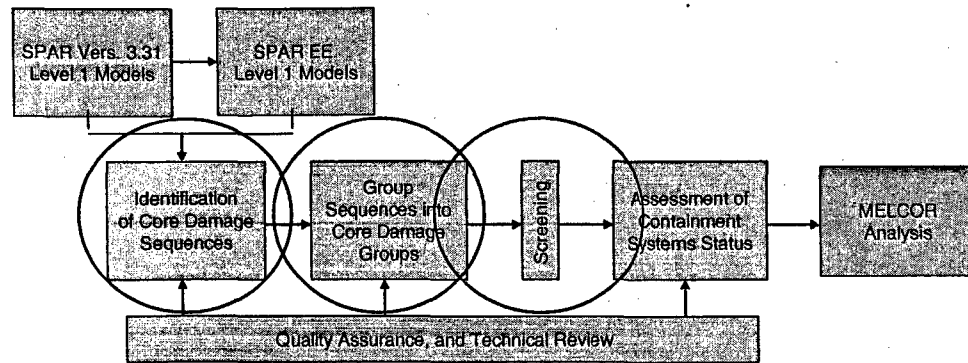 SPAR Vers. 3.31
Level 1 Models
SPAR EE
Level 1 Models
Identification
of Core Damage
Sequences
Group
Sequences into
Core Damage
Groups
Screening
Assessment of
Containment
Systems Status
MELCOR
Analysis
Quality Assurance, and Technical Review